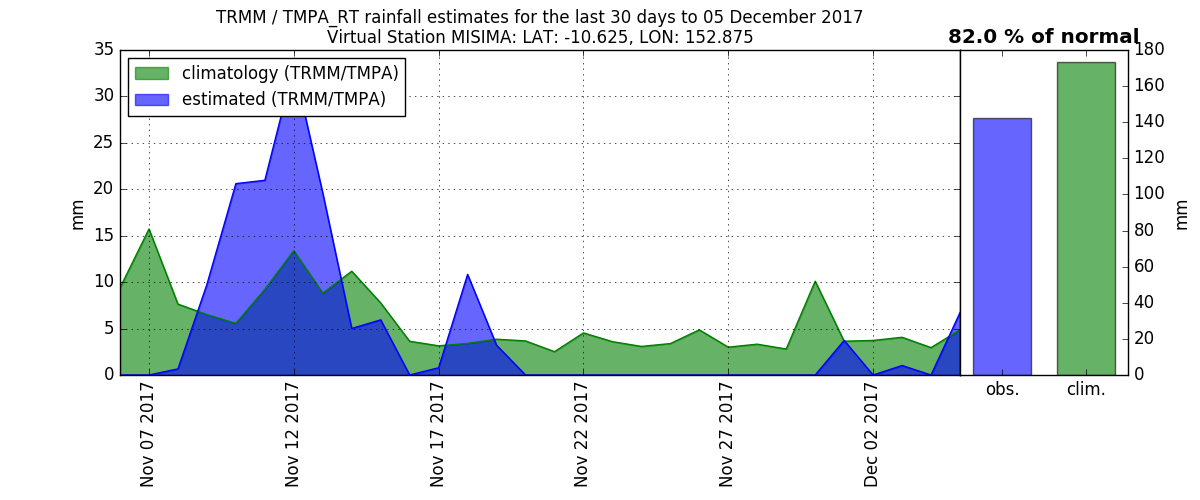 TRMM / TMPA_RT rainfall estimates for the last 30 days to 05 December 2017
Virtual Station MISIMA: LAT: -10.625, LON: 152.875
82.0 % of normal
climatology (TRMM/TMPA)
estimated (TRMM/TMPA)
35
30
25
20
15
10
5
0
mm
Nov 07 2017
Nov 12 2017
Nov 17 2017
Nov 22 2017
Nov 27 2017
Dec 02 2017
180
160
140
120
100
80
60
40
20
0
mm
obs.
clim.